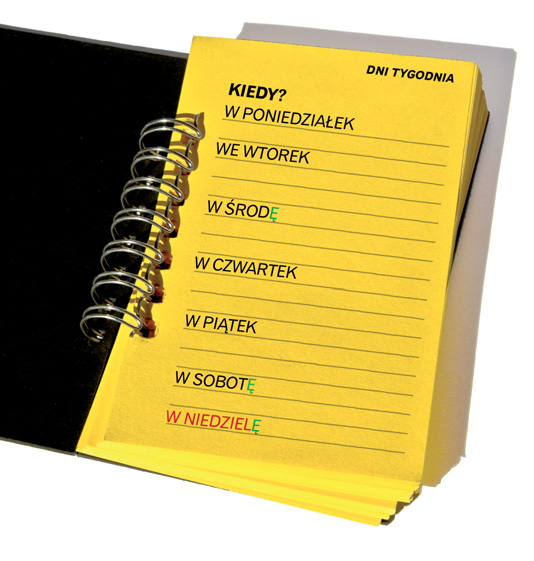 DNI TYGODNIA
KIEDY?
W PONIEDZIAŁEK
WE WTOREK
W ŚRODĘ
W CZWARTEK
W PIĄTEK
W SOBOTĘ
W NIEDZIELĘ